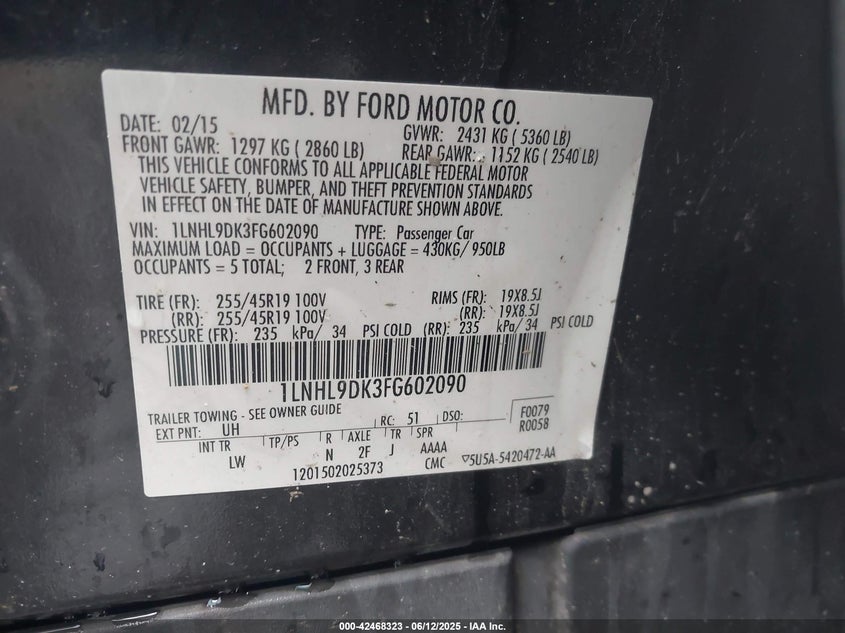 MFD. BY FORD MOTOR CO.
DATE: 02/15 GVWR: 2431 KG ( 5360 LB)
FRONT GAWR: 1297 KG ( 2860 LB) REAR GAWR: 1152 KG ( 2540 LB)
THIS VEHICLE CONFORMS TO ALL APPLICABLE FEDERAL MOTOR
VEHICLE SAFETY, BUMPER, AND THEFT PREVENTION STANDARDS
IN EFFECT ON THE DATE OF MANUFACTURE SHOWN ABOVE.
VIN: 1LNHL9DK3FG602090 TYPE: Passenger Car
MAXIMUM LOAD = OCCUPANTS + LUGGAGE = 430KG/ 950LB
OCCUPANTS = 5 TOTAL; 2 FRONT, 3 REAR
TIRE (FR): 255/45R19 100V RIMS (FR): 19X8.5J
(RR): 255/45R19 100V (RR): 19X8.5J
PRESSURE (FR): 235 kPa/ 34 PSI COLD (RR): 235 kPa/ 34 PSI COLD
1LNHL9DK3FG602090
TRAILER TOWING - SEE OWNER GUIDE
EXT PNT: UH RC: 51 DSO: F0079
R0058
INT TR TP/PS R AXLE TR SPR
LW N 2F J AAAA
1201502025373 CMC ▽5U5A-5420472-AA
000-42468323 - 06/12/2025 - IAA Inc.